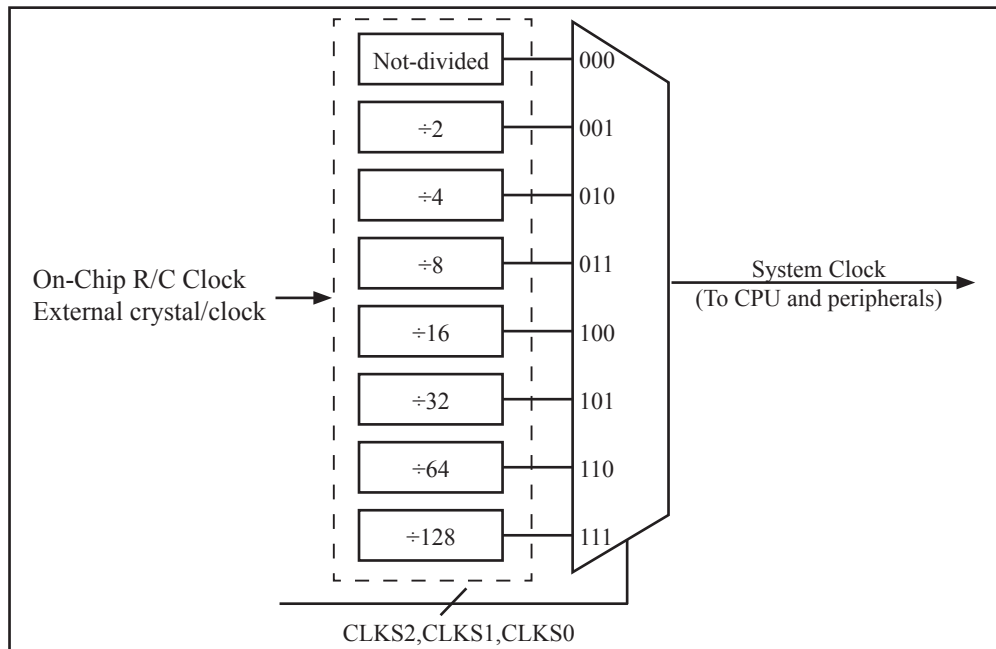 Not-divided
000
÷2
001
÷4
010
÷8
011
On-Chip R/C Clock
External crystal/clock
System Clock
(To CPU and peripherals)
÷16
100
÷32
101
÷64
110
÷128
111
CLKS2,CLKS1,CLKS0